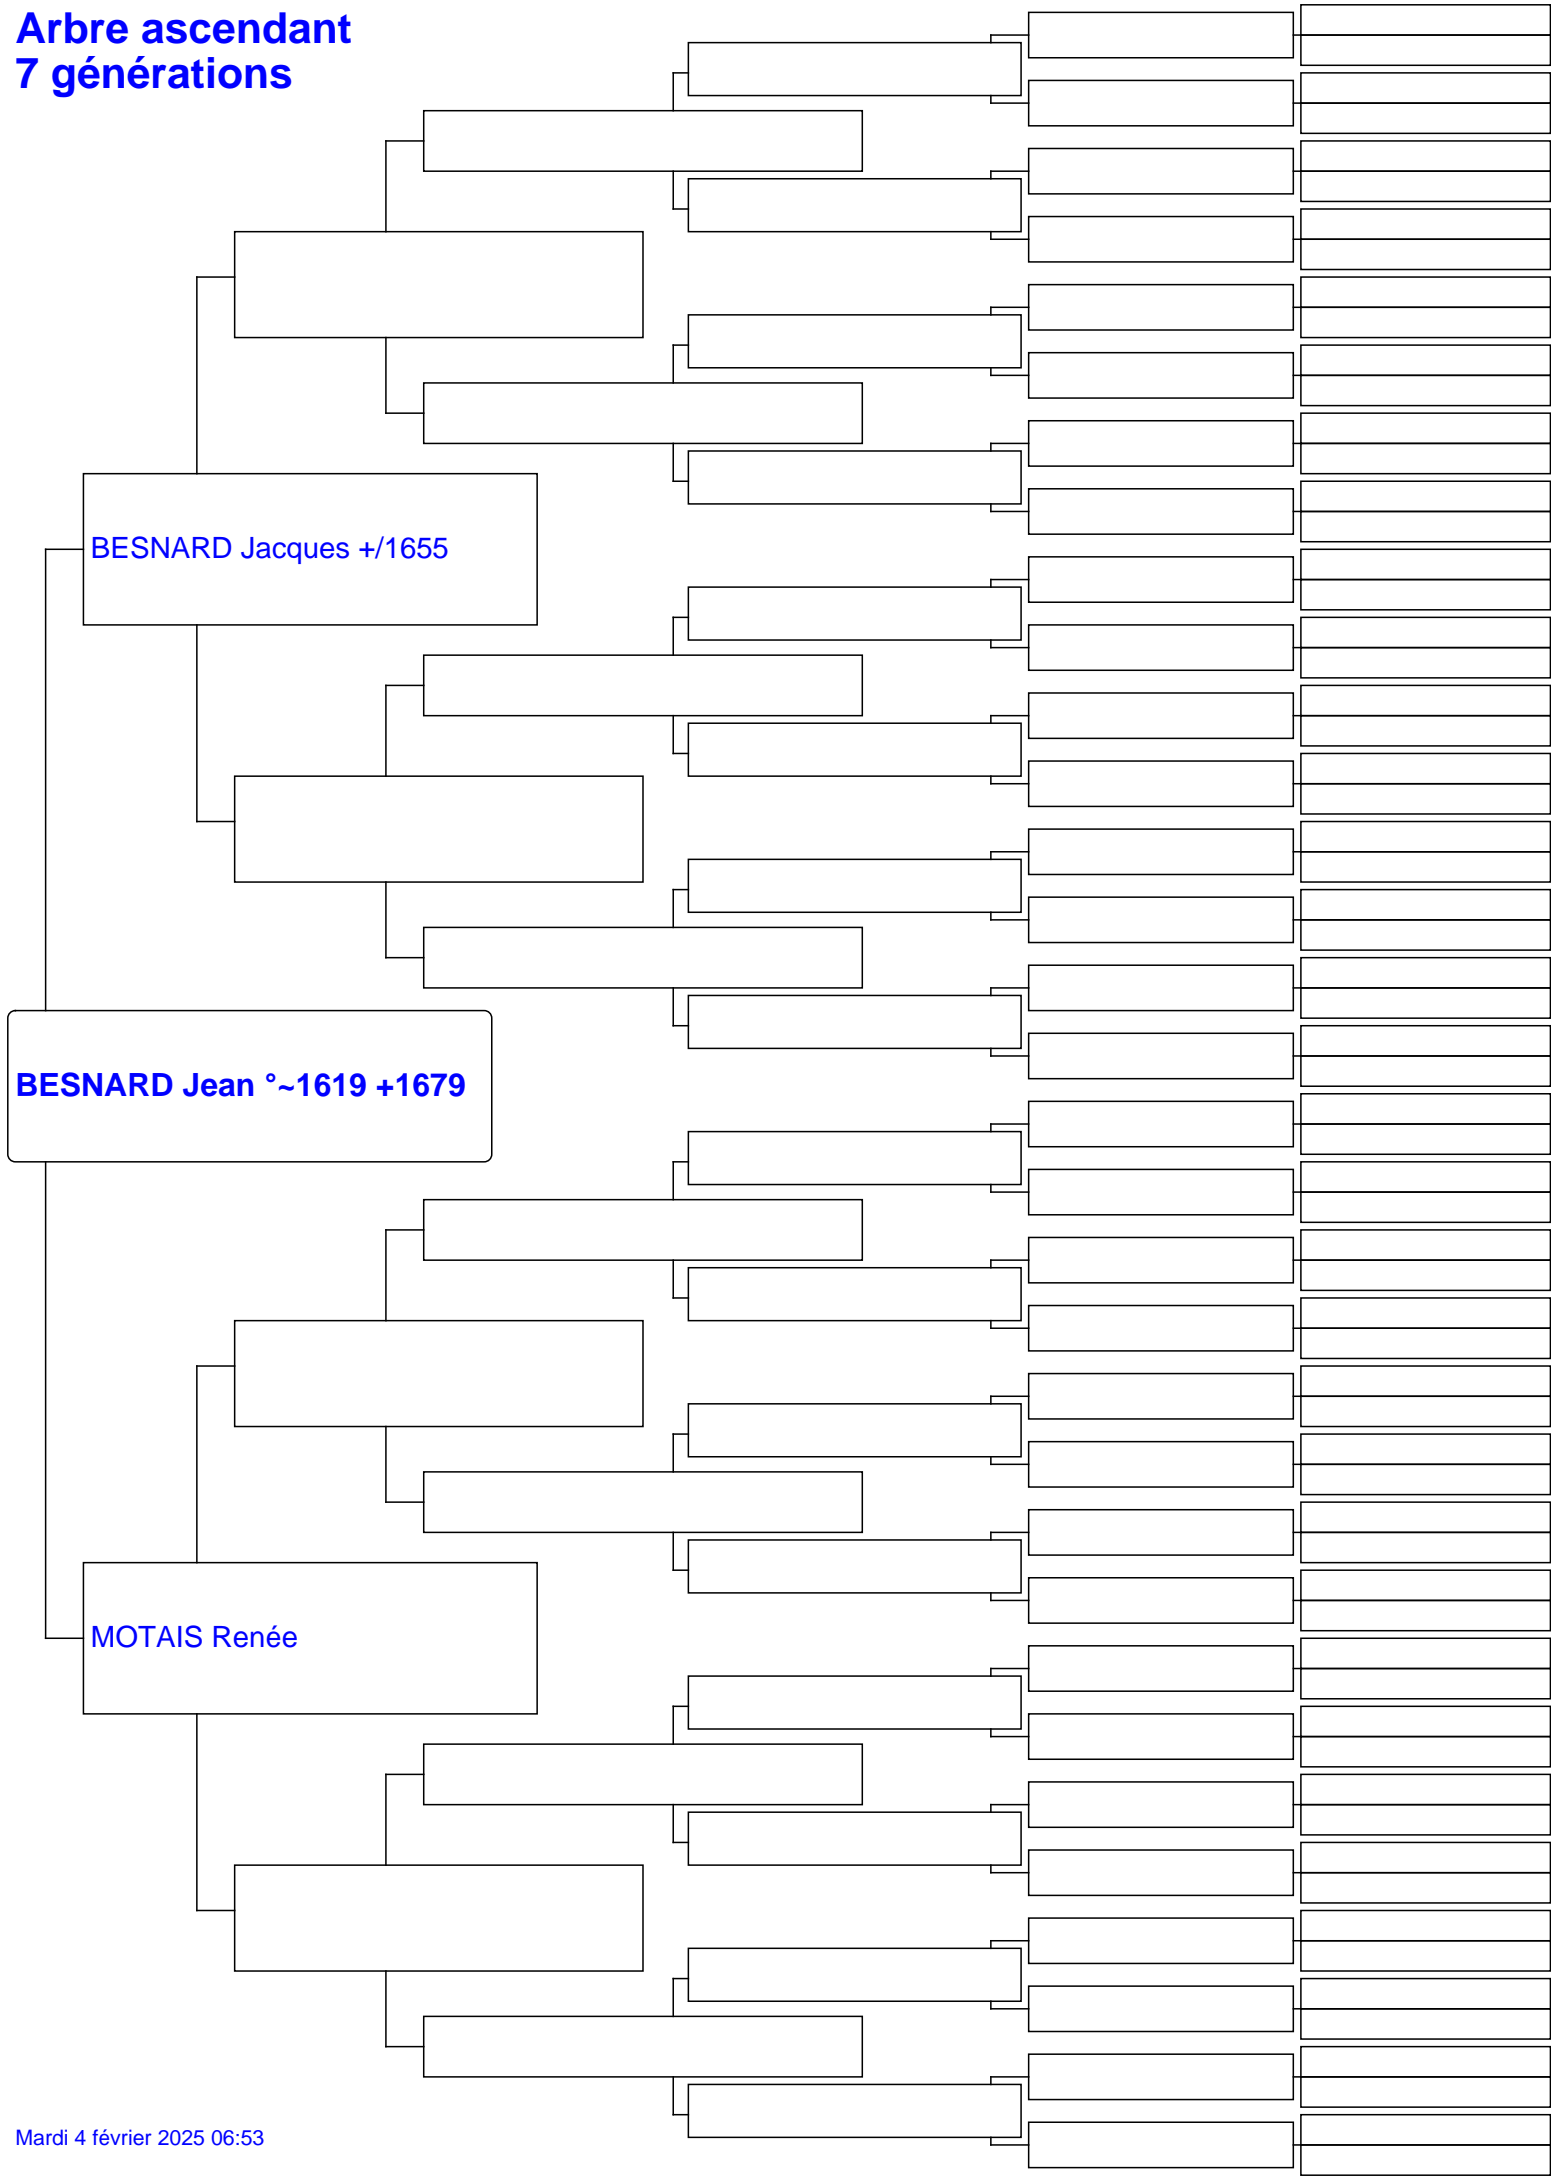 Arbre ascendant
7 générations
BESNARD Jacques +/1655
BESNARD Jean °~1619 +1679
MOTAIS Renée
Mardi 4 février 2025 06:53